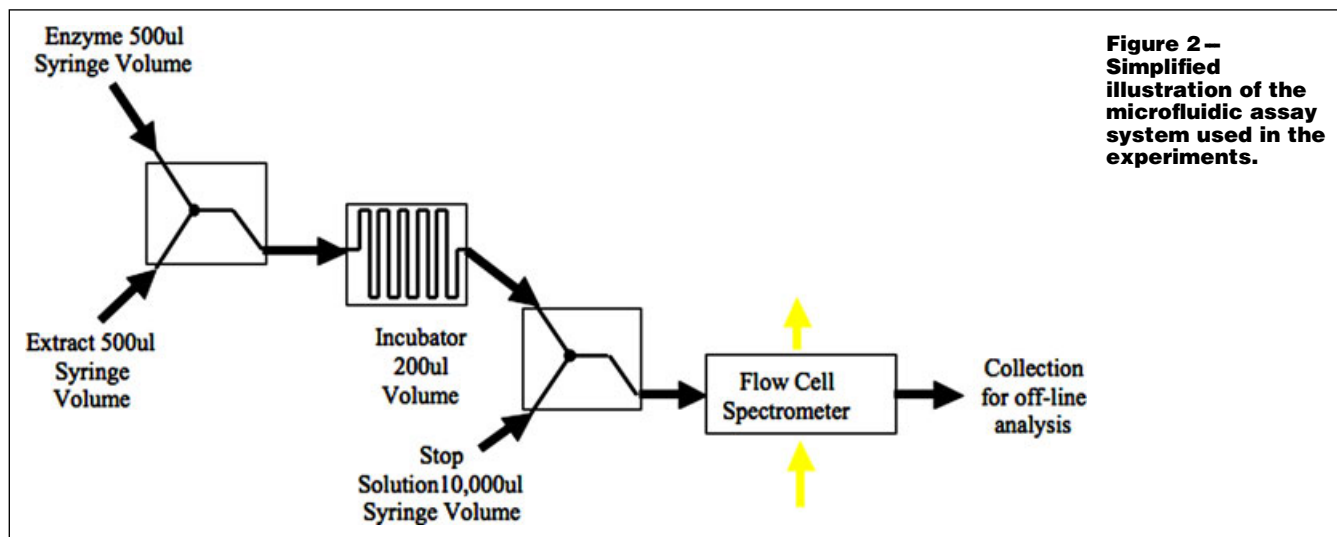 Enzyme 500ul
Syringe Volume
Extract 500ul
Syringe
Volume
Incubator
200ul
Volume
Stop
Solution10,000ul
Syringe Volume
Flow Cell
Spectrometer
Collection
for off-line
analysis
Figure 2—
Simplified
illustration of the
microfluidic assay
system used in the
experiments.